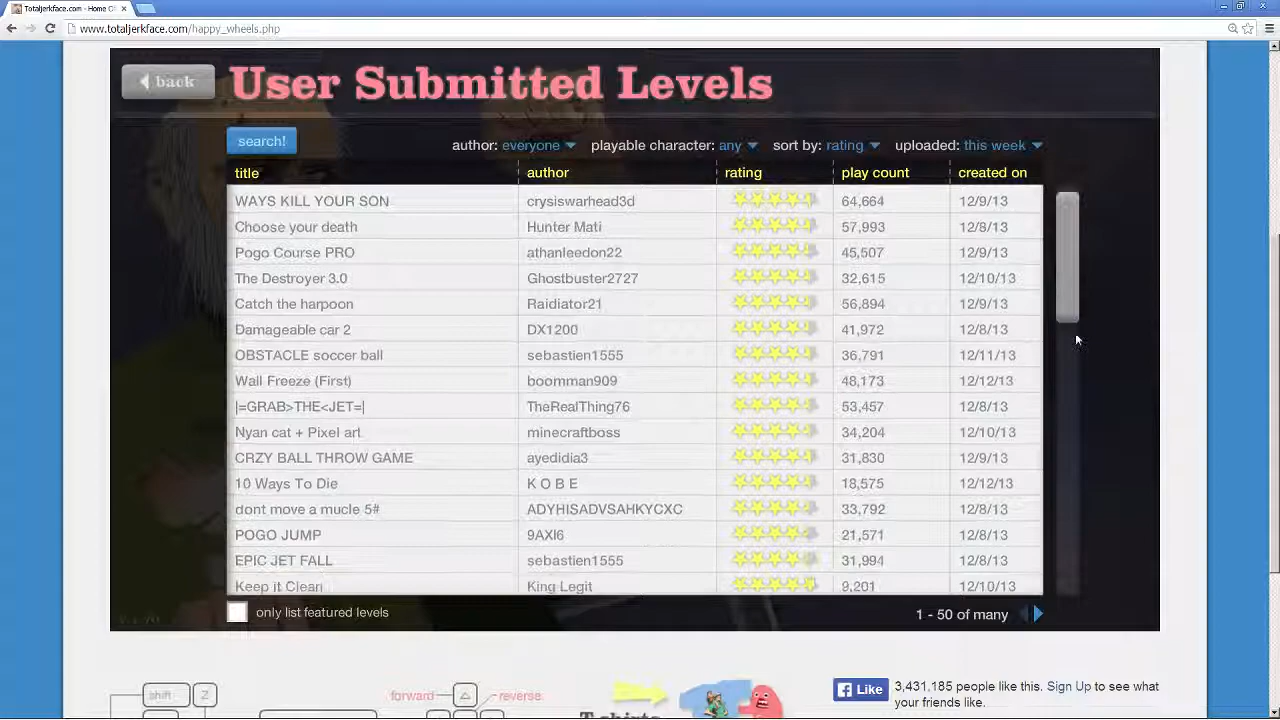 Totaljerkface.com - Home O
www.totaljerkface.com/happy_wheels.php
back User Submitted Levels
search! author: everyone playable character: any sort by: rating uploaded: this week
title author rating play count created on
WAYS KILL YOUR SON crysiswarhead3d 64,664 12/9/13
Choose your death Hunter Mati 57,993 12/8/13
Pogo Course PRO athanleedon22 45,507 12/9/13
The Destroyer 3.0 Ghostbuster2727 32,615 12/10/13
Catch the harpoon Raidiator21 56,894 12/9/13
Damageable car 2 DX1200 41,972 12/8/13
OBSTACLE soccer ball sebastien1555 36,791 12/11/13
Wall Freeze (First) boomman909 48,173 12/12/13
|=GRAB>THE<JET=| TheRealThing76 53,457 12/8/13
Nyan cat + Pixel art minecraftboss 34,204 12/10/13
CRZY BALL THROW GAME ayedidia3 31,830 12/9/13
10 Ways To Die K O B E 18,575 12/12/13
dont move a mucle 5# ADYHISADVSAHKYCXC 33,792 12/8/13
POGO JUMP 9AXI6 21,571 12/8/13
EPIC JET FALL sebastien1555 31,994 12/8/13
Keep it Clean King Legit 12/10/13
only list featured levels 1 - 50 of many
shift Z forward reverse
Like 3,431,185 people like this. Sign Up to see what
your friends like.
T-shirts